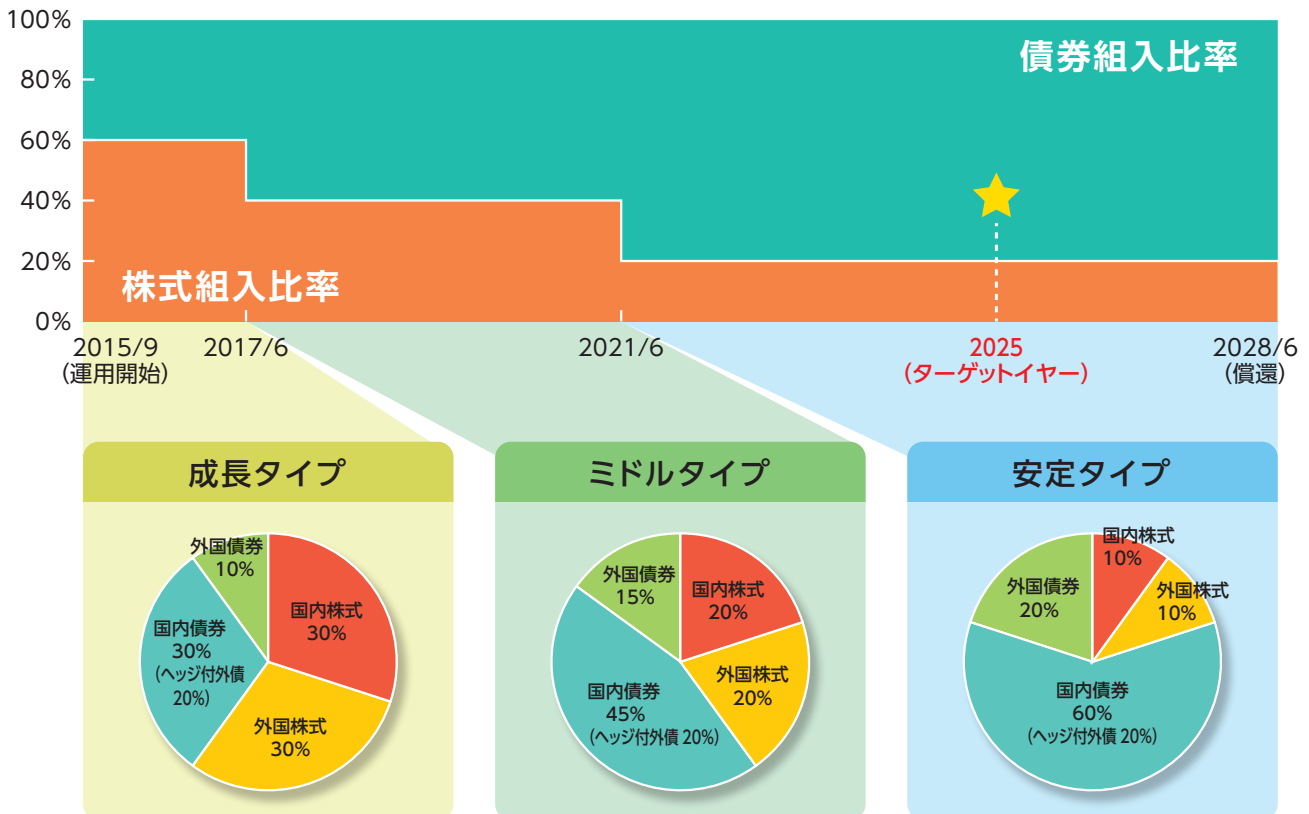 100%
80%
60%
40%
20%
0%
債券組入比率
株式組入比率
2015/9
(運用開始)
2017/6
2021/6
2025
(ターゲットイヤー)
2028/6
(償還)
成長タイプ
外国債券
10%
国内株式
30%
国内債券
30%
(ヘッジ付外債
20%)
外国株式
30%
ミドルタイプ
外国債券
15%
国内株式
20%
外国株式
20%
国内債券
45%
(ヘッジ付外債 20%)
安定タイプ
国内株式
10%
外国株式
10%
外国債券
20%
国内債券
60%
(ヘッジ付外債 20%)